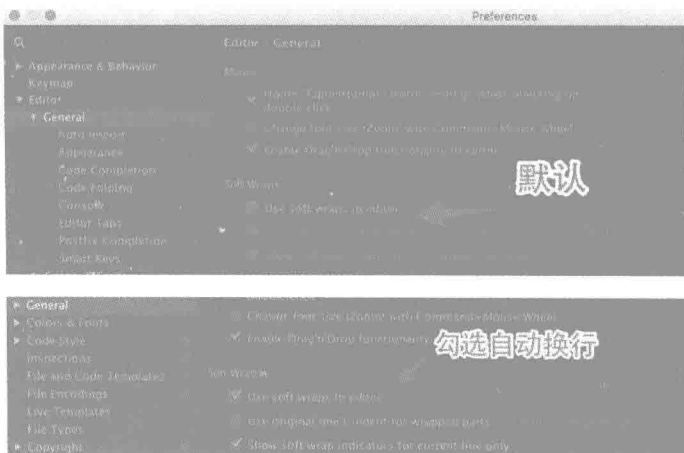 Preferences
Editor General
Appearance & Behavior
Keymap
Mouse
Editor
double click
General
Auto Import
Change font size (Zoom) with Command+Mouse Wheel
Appearance
Enable Drag'n'Drop functionality in editor
Code Completion
默认
Code Folding
Soft Wraps
Console
Use soft wraps in editor
Editor Tabs
Postfix Completion
Smart Keys
General
Change font size (Zoom) with Command+Mouse Wheel
Colors & Fonts
Enable Drag'n'Drop functionality
勾选自动换行
Code Style
Inspections
File and Code Templates
Soft Wraps
File Encodings
Use soft wraps in editor
Live Templates
Use original line's indent for wrapped parts
File Types
Copyright
Show soft wrap indicators for current line only